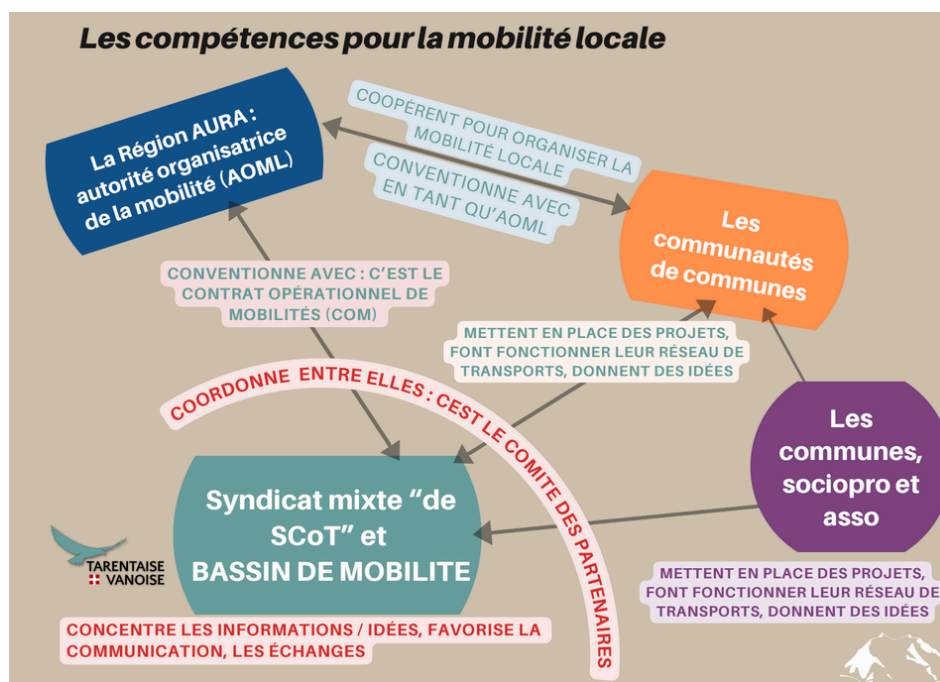 Les compétences pour la mobilité locale
La Région AURA :
autorité organisatrice
de la mobilité (AOML)
COOPÈRENT POUR ORGANISER LA
MOBILITÉ LOCALE
CONVENTIONNE AVEC
EN TANT QU'AOML
Les
communautés
de communes
CONVENTIONNE AVEC : C'EST LE
CONTRAT OPÉRATIONNEL DE
MOBILITÉS (COM)
METTENT EN PLACE DES PROJETS,
FONT FONCTIONNER LEUR RÉSEAU DE
TRANSPORTS, DONNENT DES IDÉES
COORDONNE ENTRE ELLES : CEST LE COMITE DES PARTENAIRES
Les
communes,
sociopro et
asso
Syndicat mixte "de
SCoT" et
BASSIN DE MOBILITE
TARENTAISE
VANOISE
METTENT EN PLACE DES PROJETS,
FONT FONCTIONNER LEUR RÉSEAU DE
TRANSPORTS, DONNENT DES IDÉES
CONCENTRE LES INFORMATIONS / IDÉES, FAVORISE LA
COMMUNICATION, LES ÉCHANGES